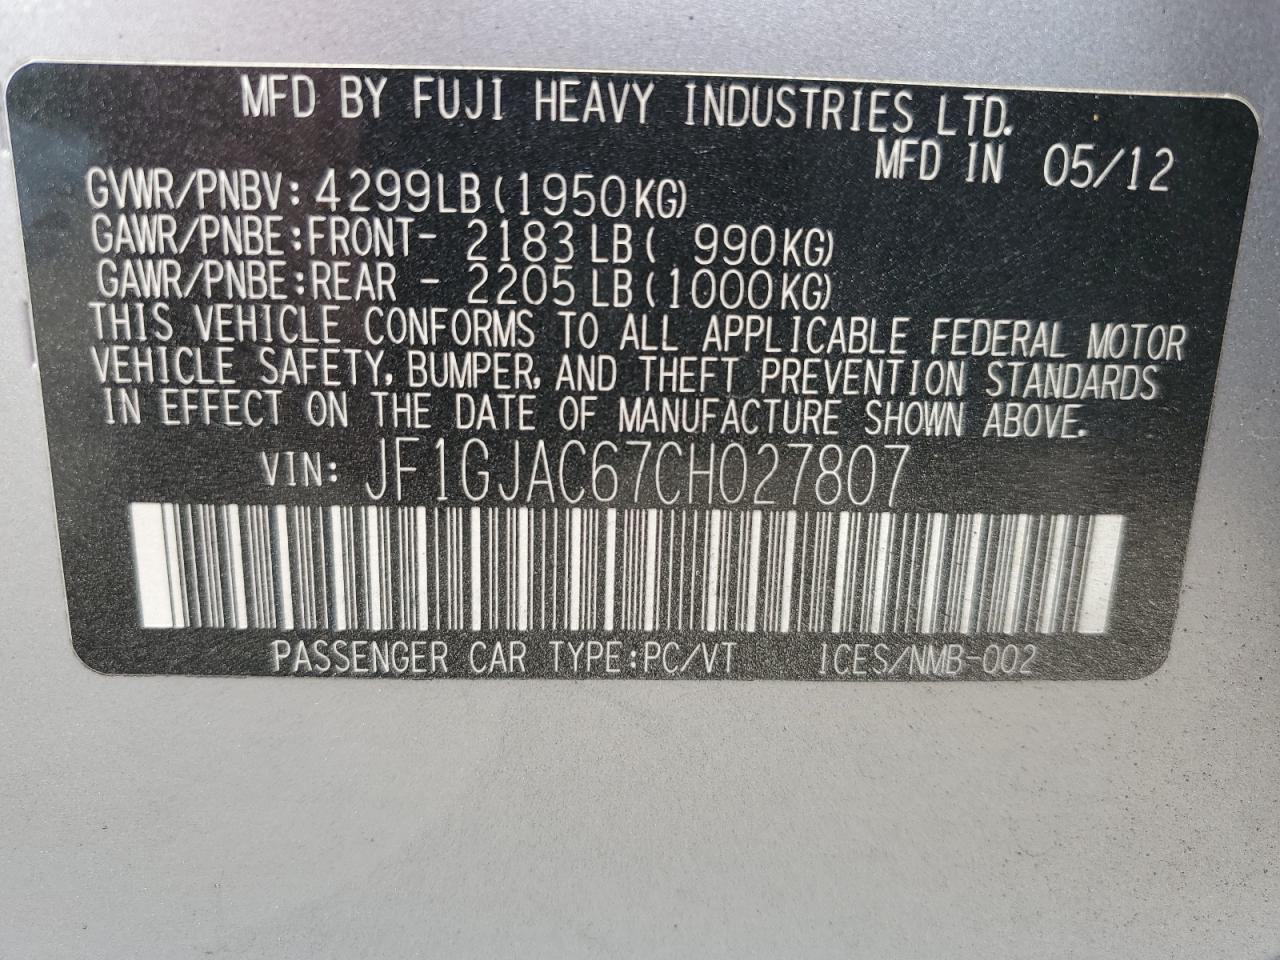 MFD BY FUJI HEAVY INDUSTRIES LTD.
MFD IN 05/12
GVWR/PNBV: 4299LB (1950KG)
GAWR/PNBE:FRONT- 2183 LB ( 990KG)
GAWR/PNBE:REAR - 2205 LB (1000KG)
THIS VEHICLE CONFORMS TO ALL APPLICABLE FEDERAL MOTOR
VEHICLE SAFETY, BUMPER, AND THEFT PREVENTION STANDARDS
IN EFFECT ON THE DATE OF MANUFACTURE SHOWN ABOVE.
VIN: JF1GJAC67CH027807
PASSENGER CAR TYPE:PC/VT ICES/NMB-002